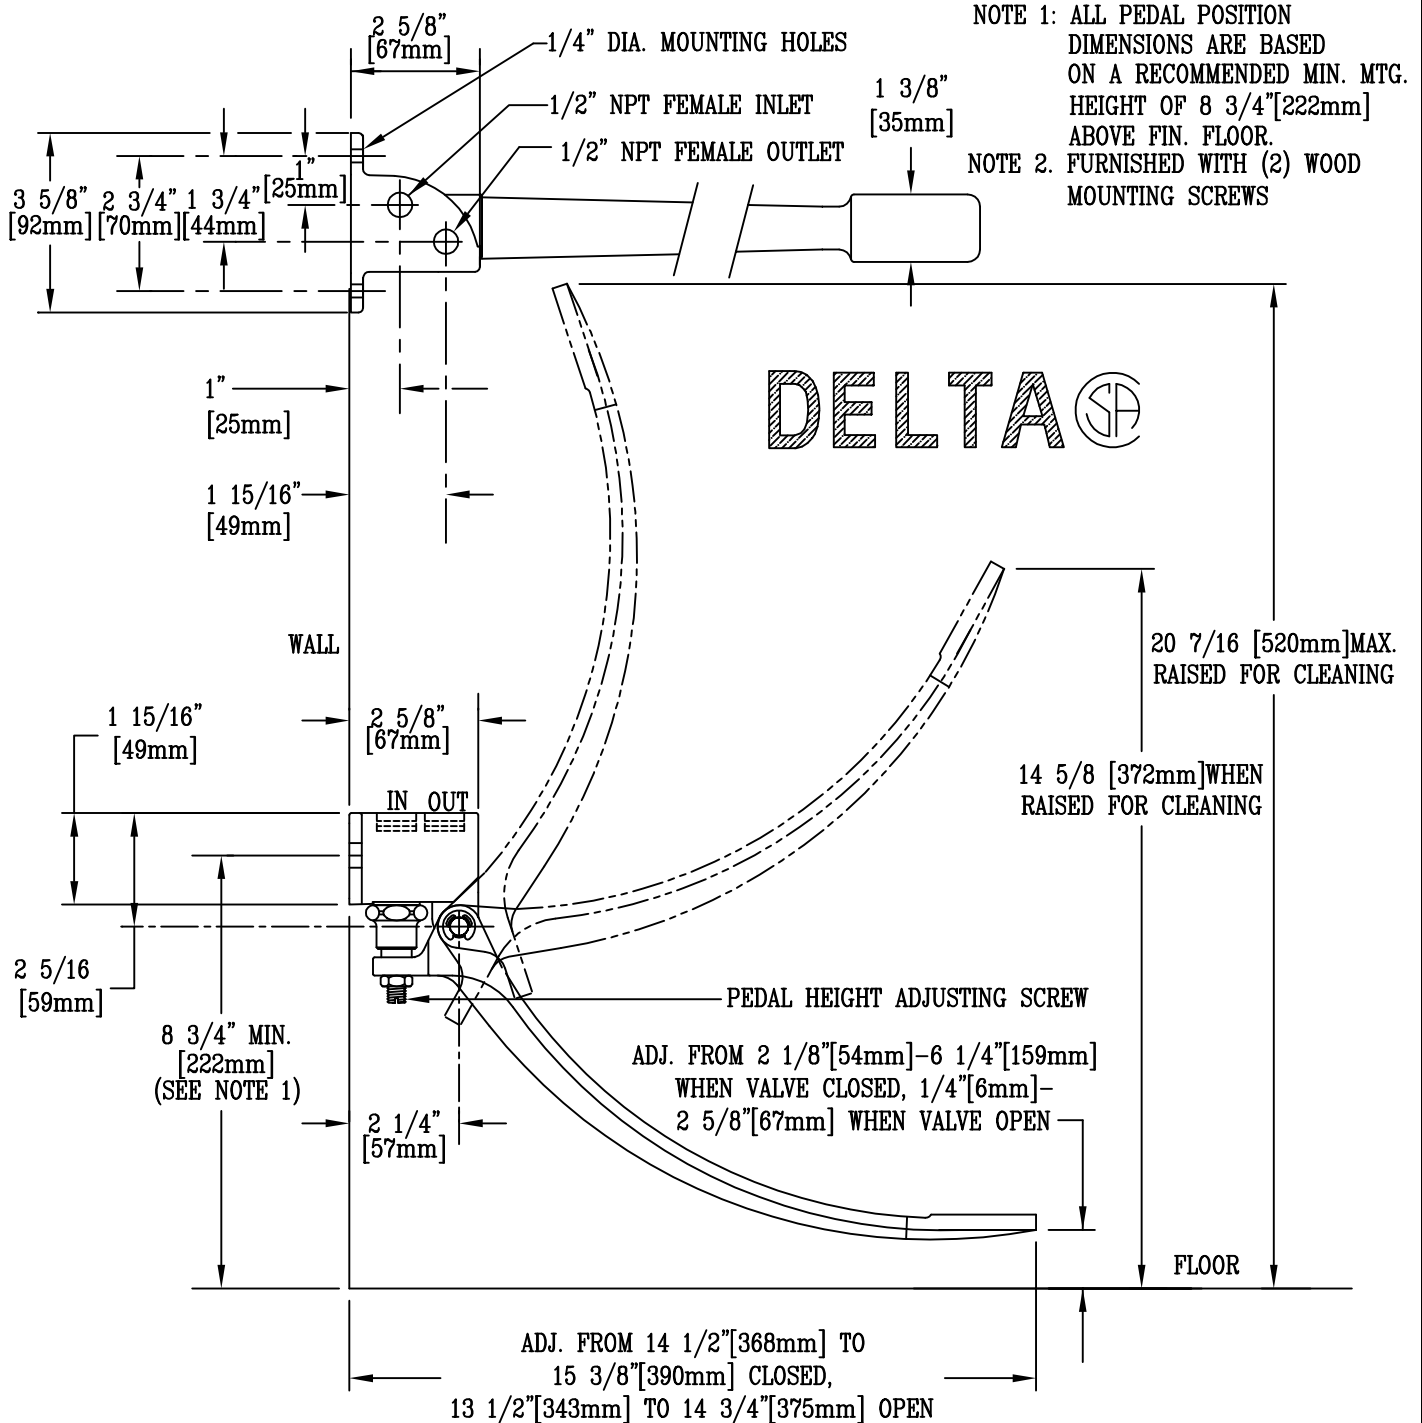 2 5/8"
[67mm]
1/4" DIA. MOUNTING HOLES
1/2" NPT FEMALE INLET
1/2" NPT FEMALE OUTLET
1 3/8"
[35mm]
NOTE 1: ALL PEDAL POSITION
DIMENSIONS ARE BASED
ON A RECOMMENDED MIN. MTG.
HEIGHT OF 8 3/4"[222mm]
ABOVE FIN. FLOOR.
NOTE 2. FURNISHED WITH (2) WOOD
MOUNTING SCREWS
3 5/8"
[92mm]
2 3/4"
[70mm]
1 3/4"
[44mm]
1"
[25mm]
1"
[25mm]
1 15/16"
[49mm]
DELTA
WALL
20 7/16 [520mm]MAX.
RAISED FOR CLEANING
1 15/16"
[49mm]
2 5/8"
[67mm]
14 5/8 [372mm]WHEN
RAISED FOR CLEANING
IN OUT
2 5/16
[59mm]
8 3/4" MIN.
[222mm]
(SEE NOTE 1)
PEDAL HEIGHT ADJUSTING SCREW
ADJ. FROM 2 1/8"[54mm]-6 1/4"[159mm]
WHEN VALVE CLOSED, 1/4"[6mm]-
2 5/8"[67mm] WHEN VALVE OPEN
2 1/4"
[57mm]
FLOOR
ADJ. FROM 14 1/2"[368mm] TO
15 3/8"[390mm] CLOSED,
13 1/2"[343mm] TO 14 3/4"[375mm] OPEN